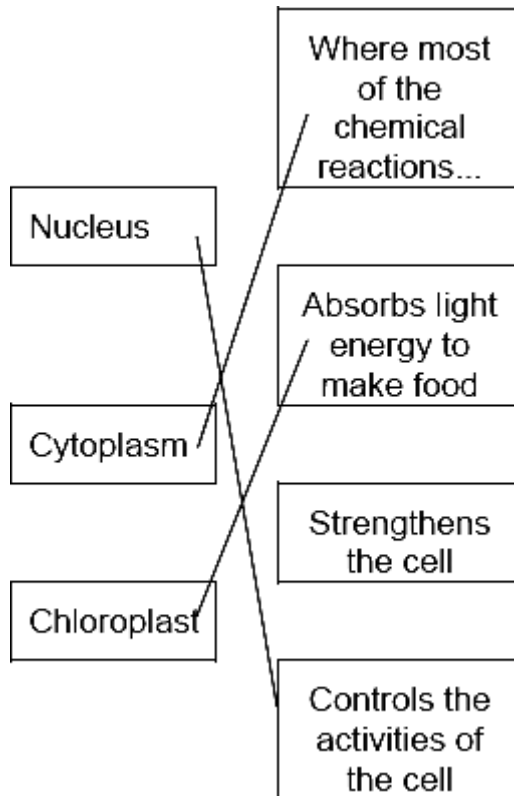 Nucleus
Cytoplasm
Chloroplast
Where most
of the
chemical
reactions...
Absorbs light
energy to
make food
Strengthens
the cell
Controls the
activities of
the cell